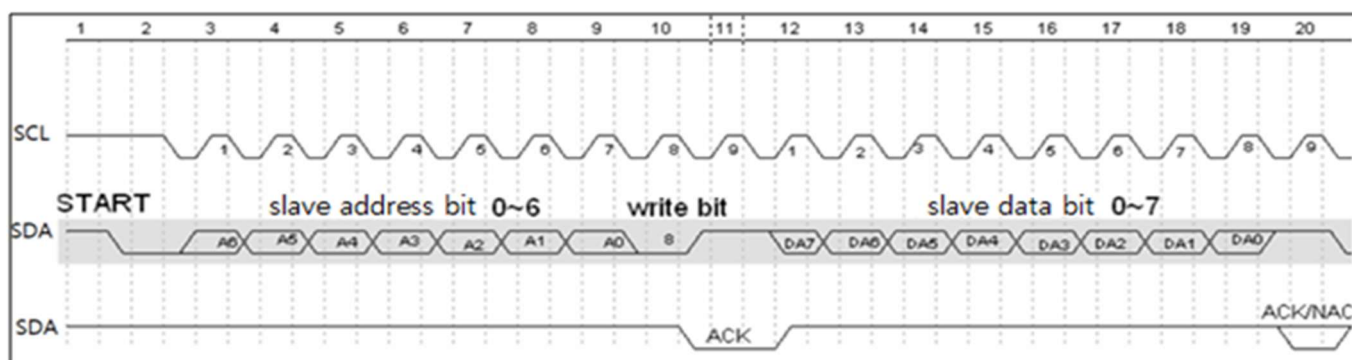 1 2 3 4 5 6 7 8 9 10 11 12 13 14 15 16 17 18 19 20
SCL 1 2 3 4 5 6 7 8 9 1 2 3 4 5 6 7 8 9
START slave address bit 0~6 write bit slave data bit 0~7
SDA A6 A5 A4 A3 A2 A1 A0 8 DA7 DA6 DA5 DA4 DA3 DA2 DA1 DA0
ACK/NAC
SDA ACK